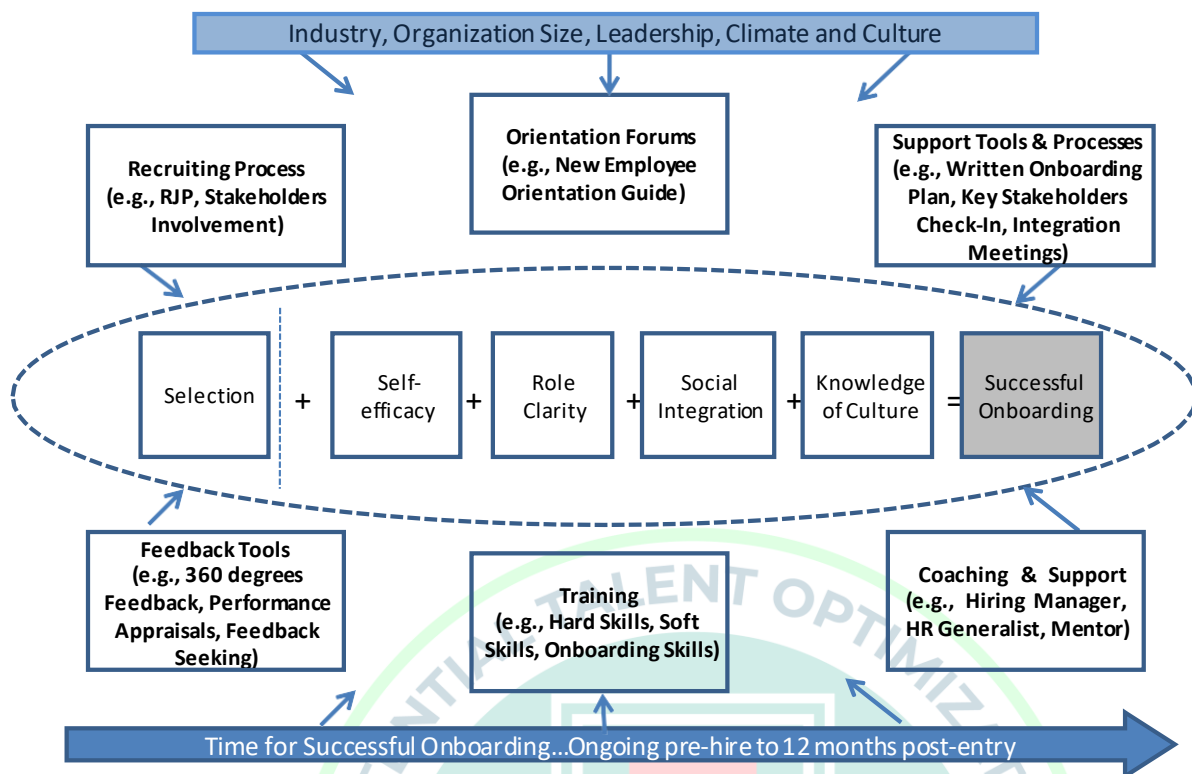 Industry, Organization Size, Leadership, Climate and Culture
Recruiting Process
(e.g., RJP, Stakeholders
Involvement)
Orientation Forums
(e.g., New Employee
Orientation Guide)
Support Tools & Processes
(e.g., Written Onboarding
Plan, Key Stakeholders
Check-In, Integration
Meetings)
Selection
+
Self-
efficacy
+
Role
Clarity
+
Social
Integration
+
Knowledge
of Culture
=
Successful
Onboarding
Feedback Tools
(e.g., 360 degrees
Feedback, Performance
Appraisals, Feedback
Seeking)
Training
(e.g., Hard Skills, Soft
Skills, Onboarding Skills)
Coaching & Support
(e.g., Hiring Manager,
HR Generalist, Mentor)
TALENT
Time for Successful Onboarding...Ongoing pre-hire to 12 months post-entry